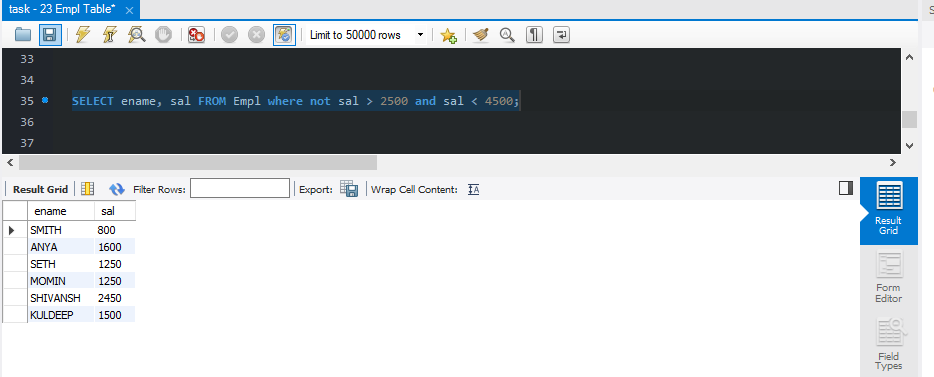 task - 23 Empl Table* ×
Limit to 50000 rows
33
34
35 SELECT ename, sal FROM Empl where not sal > 2500 and sal < 4500;
36
37
Result Grid Filter Rows: Export: Wrap Cell Content: IA
ename sal
SMITH 800
ANYA 1600
SETH 1250
MOMIN 1250
SHIVANSH 2450
KULDEEP 1500
Result
Grid
Form
Editor
Field
Types